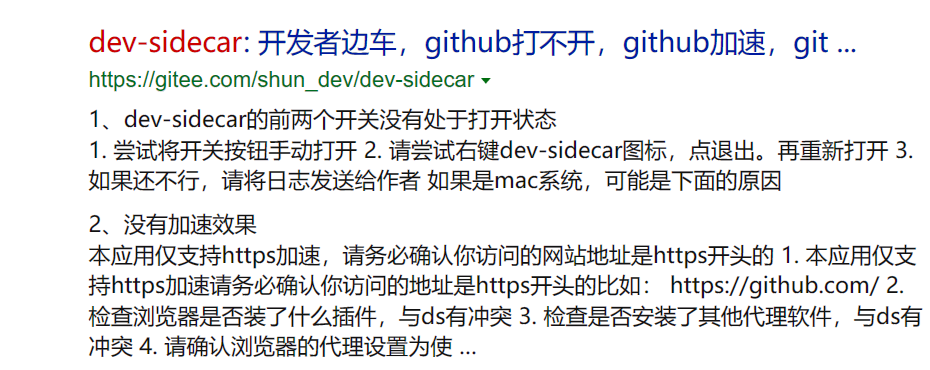 dev-sidecar: 开发者边车，github打不开，github加速，git ...
https://gitee.com/shun_dev/dev-sidecar
1、dev-sidecar的前两个开关没有处于打开状态
1. 尝试将开关按钮手动打开 2. 请尝试右键dev-sidecar图标，点退出。再重新打开 3.
如果还不行，请将日志发送给作者 如果是mac系统，可能是下面的原因
2、没有加速效果
本应用仅支持https加速，请务必确认你访问的网站地址是https开头的 1. 本应用仅支
持https加速请务必确认你访问的地址是https开头的比如： https://github.com/ 2.
检查浏览器是否装了什么插件，与ds有冲突 3. 检查是否安装了其他代理软件，与ds有
冲突 4. 请确认浏览器的代理设置为使 ...